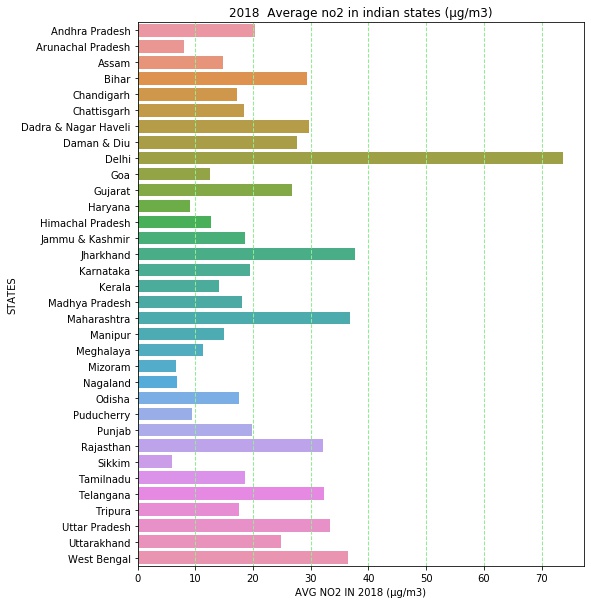 2018  Average no2 in indian states (µg/m3)
STATES
Andhra Pradesh
Arunachal Pradesh
Assam
Bihar
Chandigarh
Chattisgarh
Dadra & Nagar Haveli
Daman & Diu
Delhi
Goa
Gujarat
Haryana
Himachal Pradesh
Jammu & Kashmir
Jharkhand
Karnataka
Kerala
Madhya Pradesh
Maharashtra
Manipur
Meghalaya
Mizoram
Nagaland
Odisha
Puducherry
Punjab
Rajasthan
Sikkim
Tamilnadu
Telangana
Tripura
Uttar Pradesh
Uttarakhand
West Bengal
0 10 20 30 40 50 60 70
AVG NO2 IN 2018 (µg/m3)